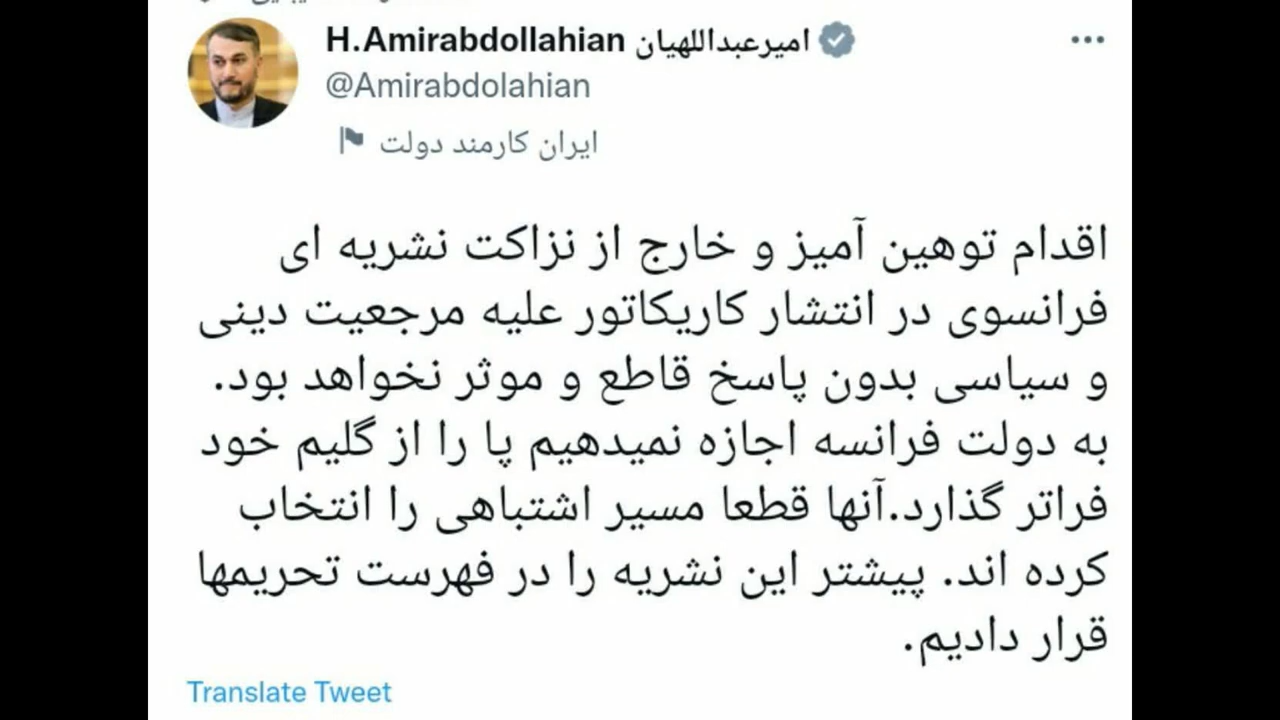 H.Amirabdollahian امیرعبداللهیان
@Amirabdolahian
ایران کارمند دولت
اقدام توهین آمیز و خارج از نزاکت نشریه ای
فرانسوی در انتشار کاریکاتور علیه مرجعیت دینی
و سیاسی بدون پاسخ قاطع و موثر نخواهد بود.
به دولت فرانسه اجازه نمیدهیم پا را از گلیم خود
فراتر گذارد.آنها قطعا مسیر اشتباهی را انتخاب
کرده اند. پیشتر این نشریه را در فهرست تحریمها
قرار دادیم.
Translate Tweet